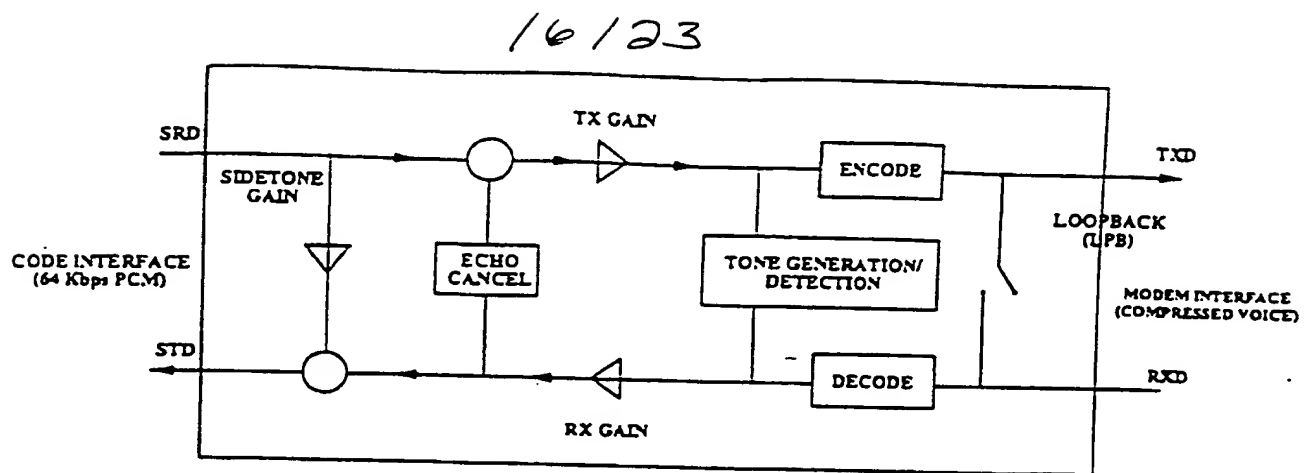 16/23
TX GAIN
SRD
TXD
ENCODE
SIDETONE
GAIN
LOOPBACK
(LPB)
CODE INTERFACE
(64 Kbps PCM)
ECHO
CANCEL
TONE GENERATION/
DETECTION
MODEM INTERFACE
(COMPRESSED VOICE)
STD
DECODE
RXD
RX GAIN